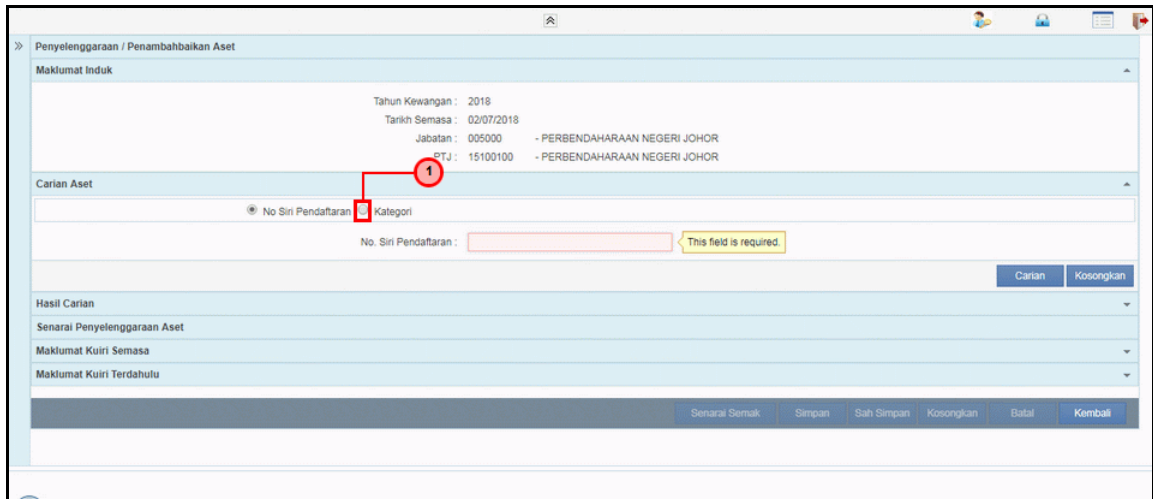 Penyelenggaraan / Penambahbaikan Aset
Maklumat Induk
Tahun Kewangan : 2018
Tarikh Semasa : 02/07/2018
Jabatan : 005000 - PERBENDAHARAAN NEGERI JOHOR
PTJ : 15100100 - PERBENDAHARAAN NEGERI JOHOR
1
Carian Aset
No Siri Pendaftaran Kategori
No. Siri Pendaftaran : This field is required.
Carian Kosongkan
Hasil Carian
Senarai Penyelenggaraan Aset
Maklumat Kuiri Semasa
Maklumat Kuiri Terdahulu
Senarai Semak Simpan Sah Simpan Kosongkan Batal Kembali